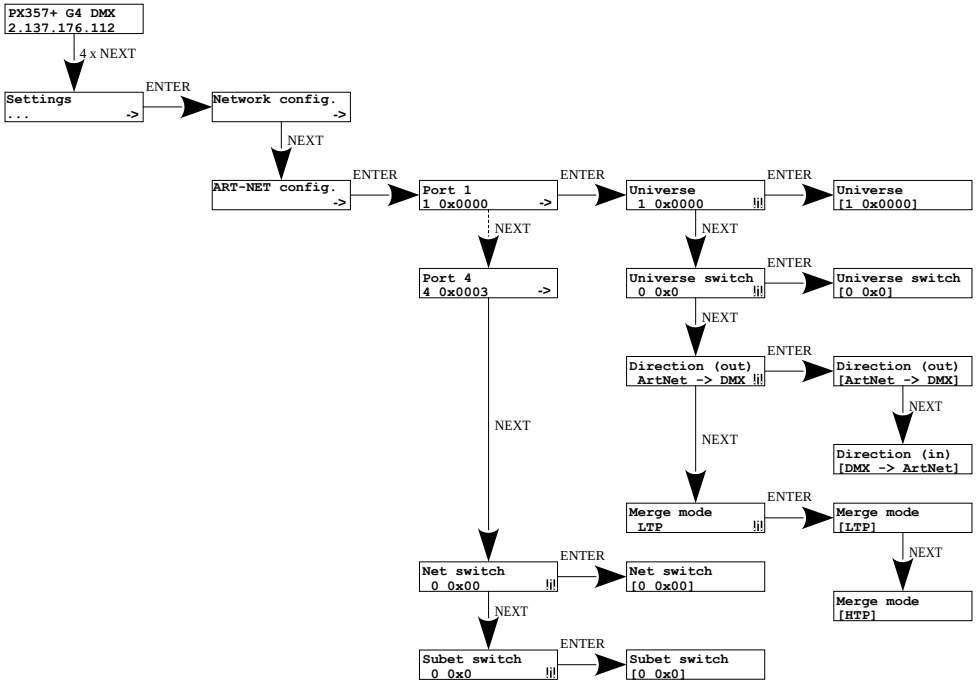 PX357+ G4 DMX
2.137.176.112
4 x NEXT
Settings
... ->
ENTER
Network config.
->
NEXT
ART-NET config.
->
ENTER
Port 1
1 0x0000 ->
ENTER
Universe
1 0x0000 !i!
ENTER
Universe
[1 0x0000]
NEXT
NEXT
Port 4
4 0x0003 ->
Universe switch
0 0x0 !i!
ENTER
Universe switch
[0 0x0]
NEXT
Direction (out)
ArtNet -> DMX !i!
ENTER
Direction (out)
[ArtNet -> DMX]
NEXT
NEXT
NEXT
Direction (in)
[DMX -> ArtNet]
Merge mode
LTP !i!
ENTER
Merge mode
[LTP]
NEXT
Net switch
0 0x00 !i!
ENTER
Net switch
[0 0x00]
Merge mode
[HTP]
NEXT
Subet switch
0 0x0 !i!
ENTER
Subet switch
[0 0x0]